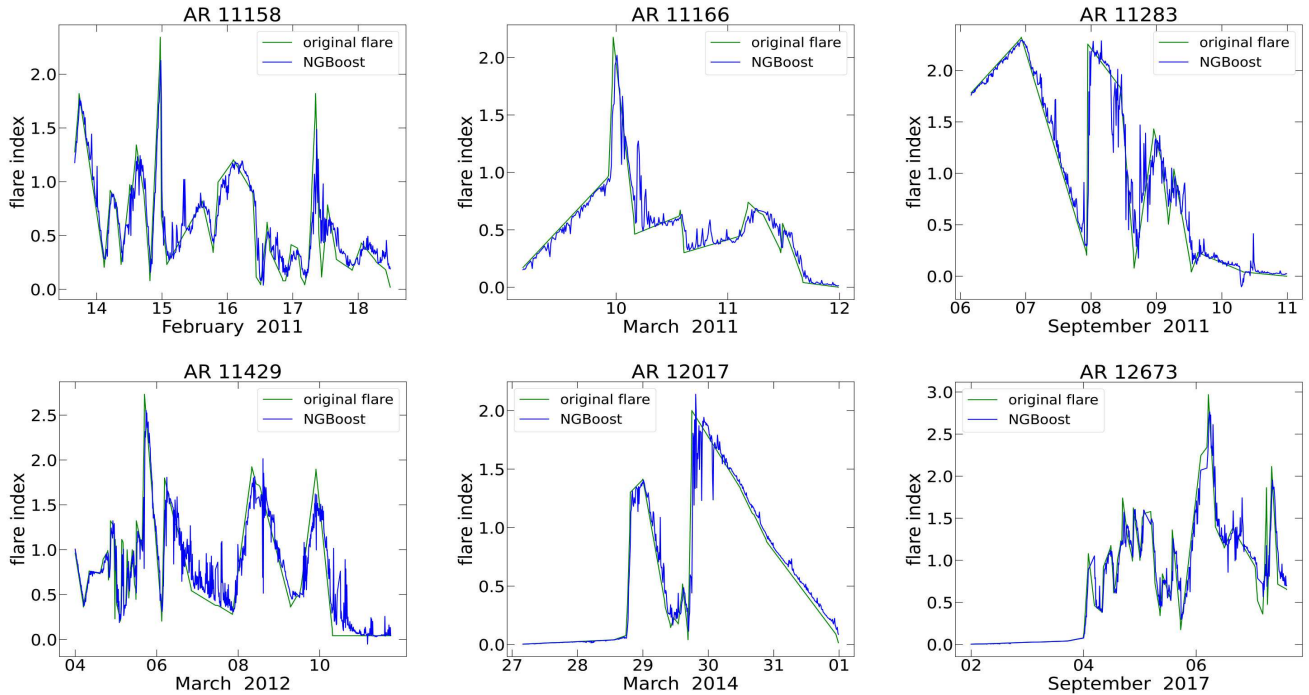 AR 11158
flare index
2.0
1.5
1.0
0.5
0.0
original flare
NGBoost
14 15 16 17 18
February 2011
AR 11166
flare index
2.0
1.5
1.0
0.5
0.0
original flare
NGBoost
10 11 12
March 2011
AR 11283
flare index
2.0
1.5
1.0
0.5
0.0
original flare
NGBoost
06 07 08 09 10 11
September 2011
AR 11429
flare index
2.5
2.0
1.5
1.0
0.5
0.0
original flare
NGBoost
04 06 08 10
March 2012
AR 12017
flare index
2.0
1.5
1.0
0.5
0.0
original flare
NGBoost
27 28 29 30 31 01
March 2014
AR 12673
flare index
3.0
2.5
2.0
1.5
1.0
0.5
0.0
original flare
NGBoost
02 04 06
September 2017